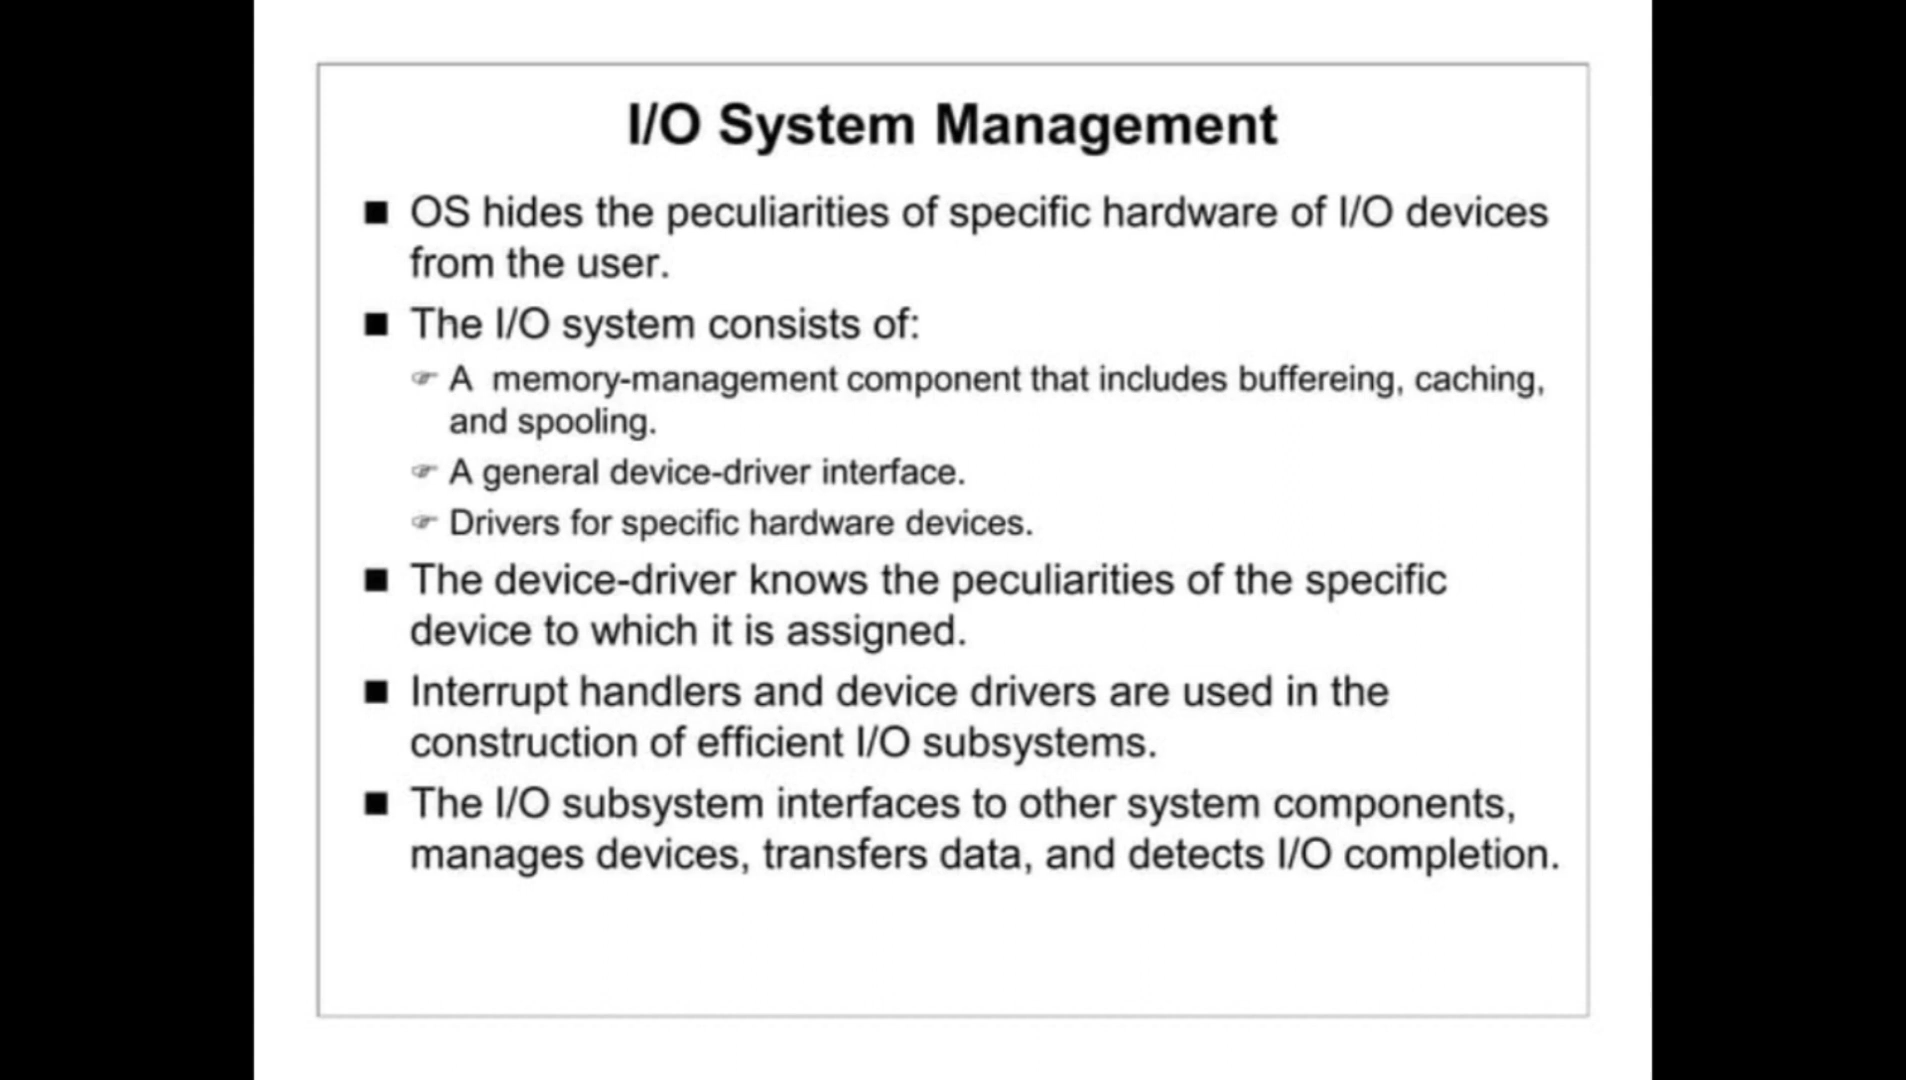 I/O System Management
■ OS hides the peculiarities of specific hardware of I/O devices
from the user.
■ The I/O system consists of:
☞ A memory-management component that includes buffereing, caching,
and spooling.
☞ A general device-driver interface.
☞ Drivers for specific hardware devices.
■ The device-driver knows the peculiarities of the specific
device to which it is assigned.
■ Interrupt handlers and device drivers are used in the
construction of efficient I/O subsystems.
■ The I/O subsystem interfaces to other system components,
manages devices, transfers data, and detects I/O completion.